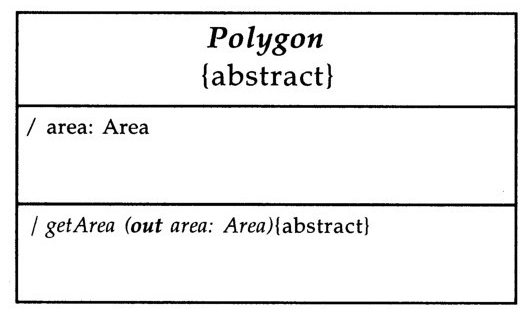 Polygon
{abstract}
/ area: Area
/ getArea (out area: Area){abstract}